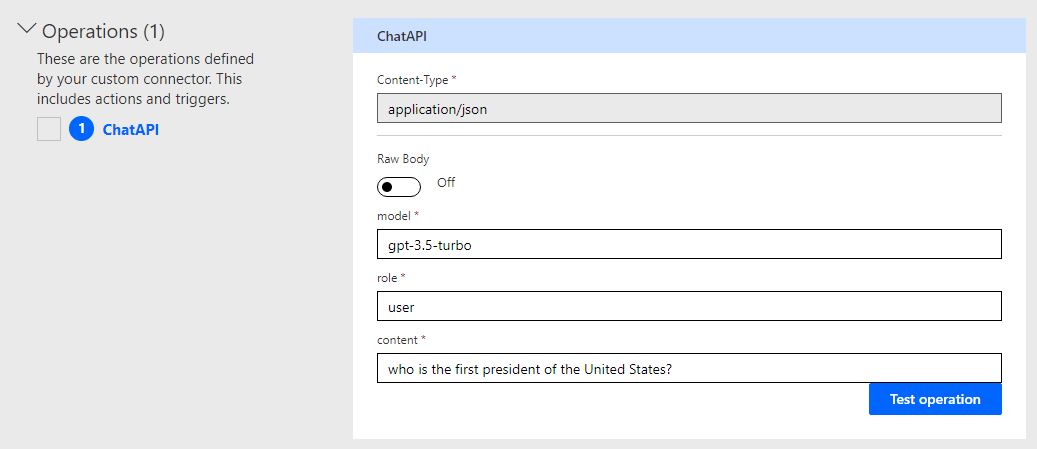 Operations (1)
These are the operations defined
by your custom connector. This
includes actions and triggers.
1 ChatAPI
ChatAPI
Content-Type *
application/json
Raw Body
Off
model *
gpt-3.5-turbo
role *
user
content *
who is the first president of the United States?
Test operation